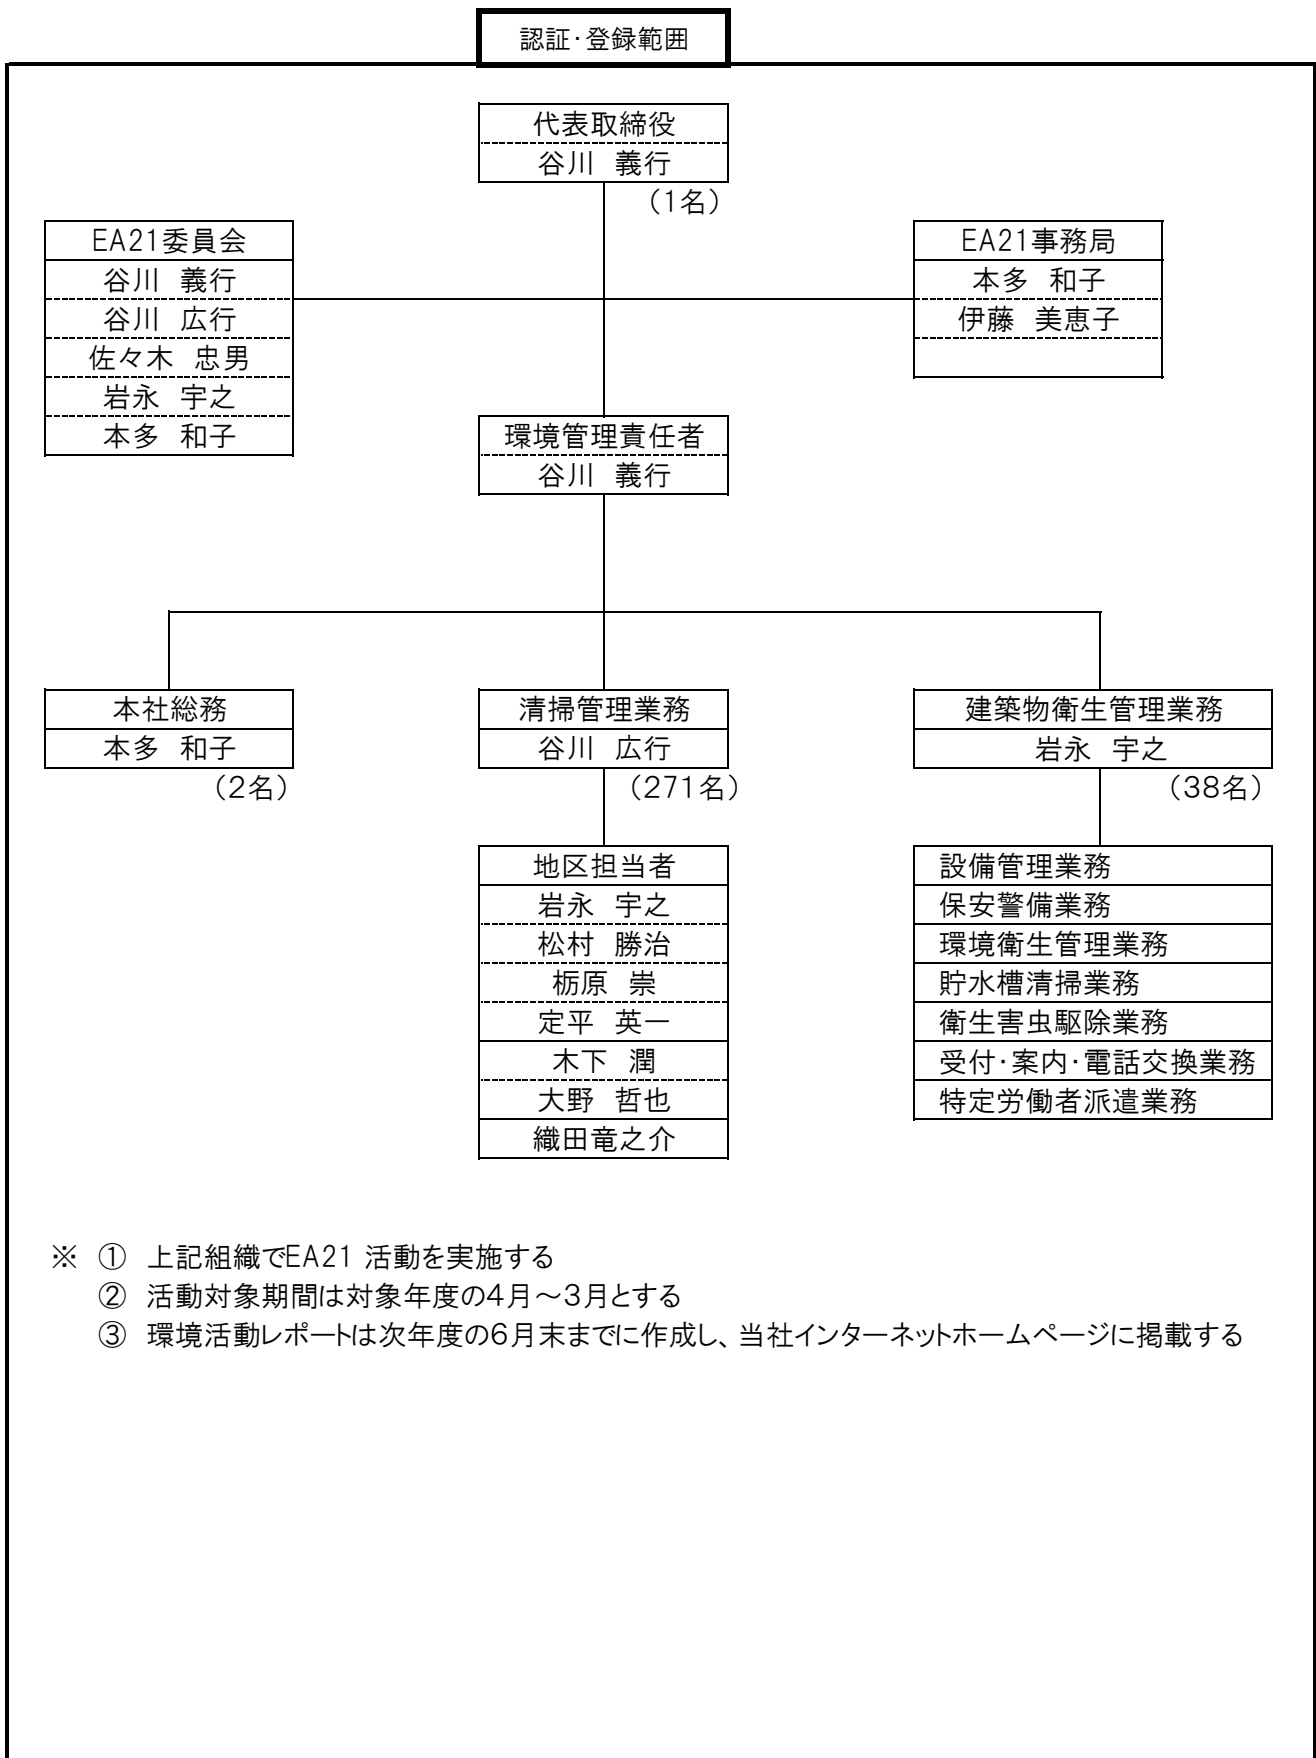 認証・登録範囲
代表取締役
谷川　義行
（1名）
EA21委員会
谷川　義行
谷川　広行
佐々木　忠男
岩永　宇之
本多　和子
EA21事務局
本多　和子
伊藤　美恵子
環境管理責任者
谷川　義行
本社総務
本多　和子
（2名）
清掃管理業務
谷川　広行
（271名）
建築物衛生管理業務
岩永　宇之
（38名）
地区担当者
岩永　宇之
松村　勝治
栃原　崇
定平　英一
木下　潤
大野　哲也
織田竜之介
設備管理業務
保安警備業務
環境衛生管理業務
貯水槽清掃業務
衛生害虫駆除業務
受付・案内・電話交換業務
特定労働者派遣業務
※　①　上記組織でEA21 活動を実施する
②　活動対象期間は対象年度の4月～3月とする
③　環境活動レポートは次年度の6月末までに作成し、当社インターネットホームページに掲載する